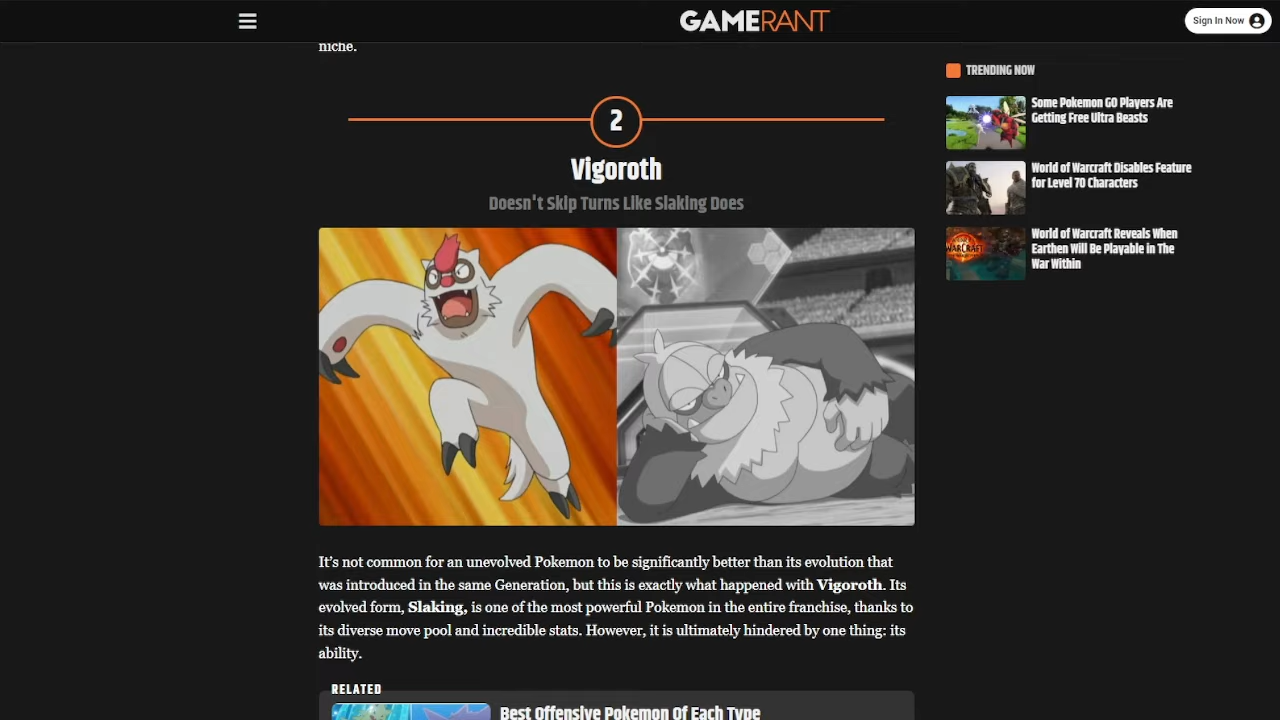 GAMERANT
Sign In Now
niche.
2
Vigoroth
Doesn't Skip Turns Like Slaking Does
It's not common for an unevolved Pokemon to be significantly better than its evolution that
was introduced in the same Generation, but this is exactly what happened with Vigoroth. Its
evolved form, Slaking, is one of the most powerful Pokemon in the entire franchise, thanks to
its diverse move pool and incredible stats. However, it is ultimately hindered by one thing: its
ability.
RELATED
Best Offensive Pokemon Of Each Type
TRENDING NOW
Some Pokemon GO Players Are
Getting Free Ultra Beasts
World of Warcraft Disables Feature
for Level 70 Characters
WARCRAFT
World of Warcraft Reveals When
Earthen Will Be Playable in The
War Within